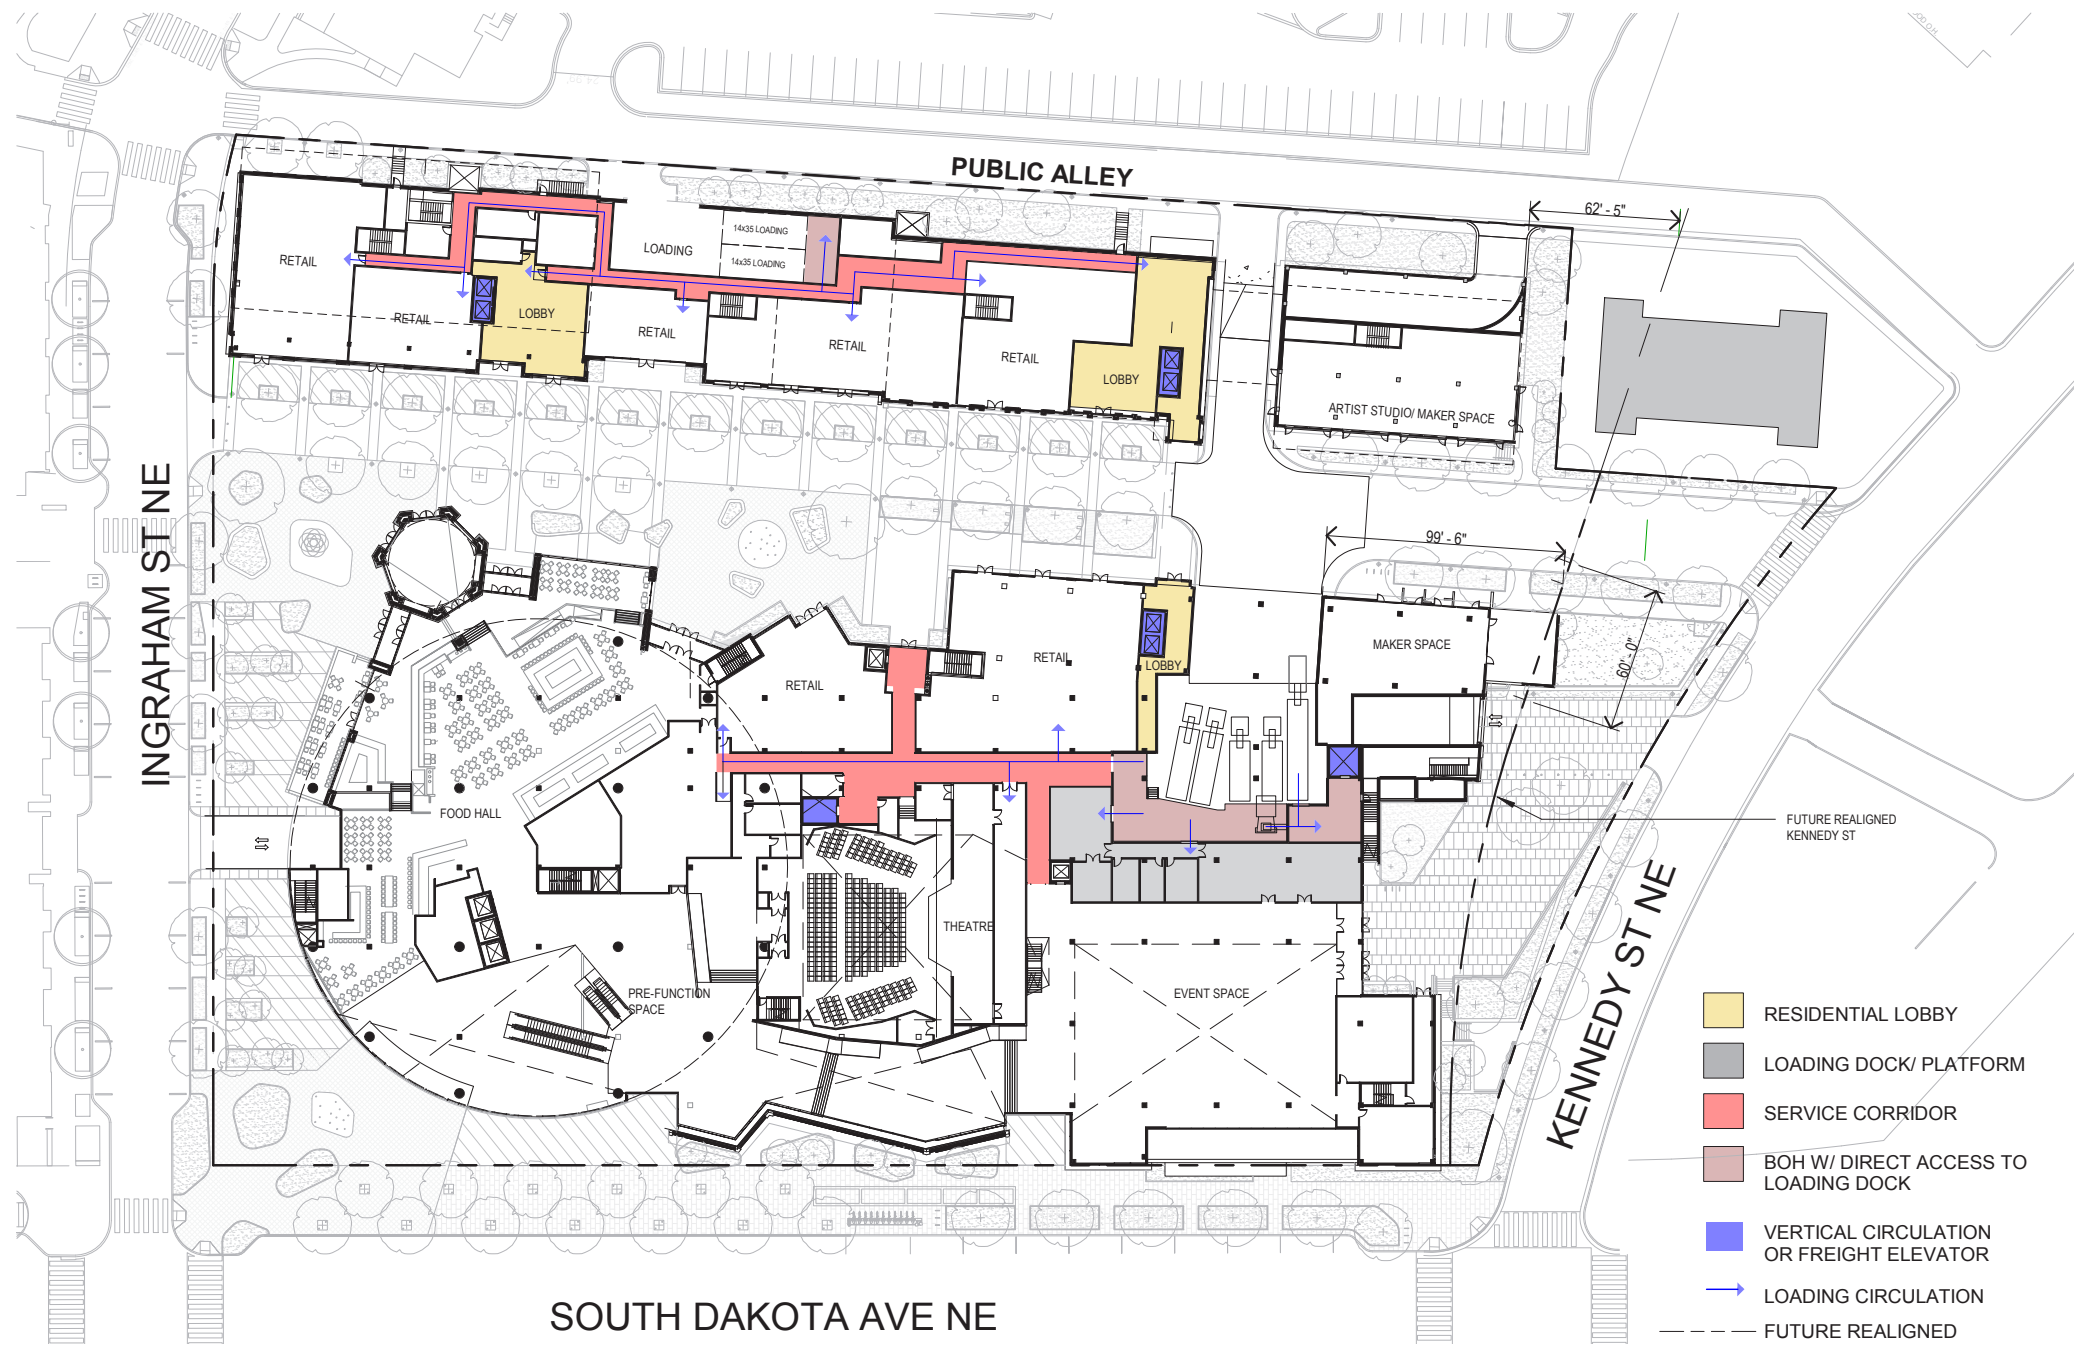 PUBLIC ALLEY
62' - 5"
14x35 LOADING
LOADING
RETAIL
14x35 LOADING
LOBBY
RETAIL
RETAIL
RETAIL
RETAIL
LOBBY
ARTIST STUDIO/ MAKER SPACE
INGRAHAM ST NE
99' - 6"
MAKER SPACE
RETAIL
LOBBY
RETAIL
60' - 0"
FOOD HALL
FUTURE REALIGNED
KENNEDY ST
THEATRE
PRE-FUNCTION
SPACE
EVENT SPACE
KENNEDY ST NE
RESIDENTIAL LOBBY
LOADING DOCK/ PLATFORM
SERVICE CORRIDOR
BOH W/ DIRECT ACCESS TO
LOADING DOCK
VERTICAL CIRCULATION
OR FREIGHT ELEVATOR
LOADING CIRCULATION
FUTURE REALIGNED
SOUTH DAKOTA AVE NE